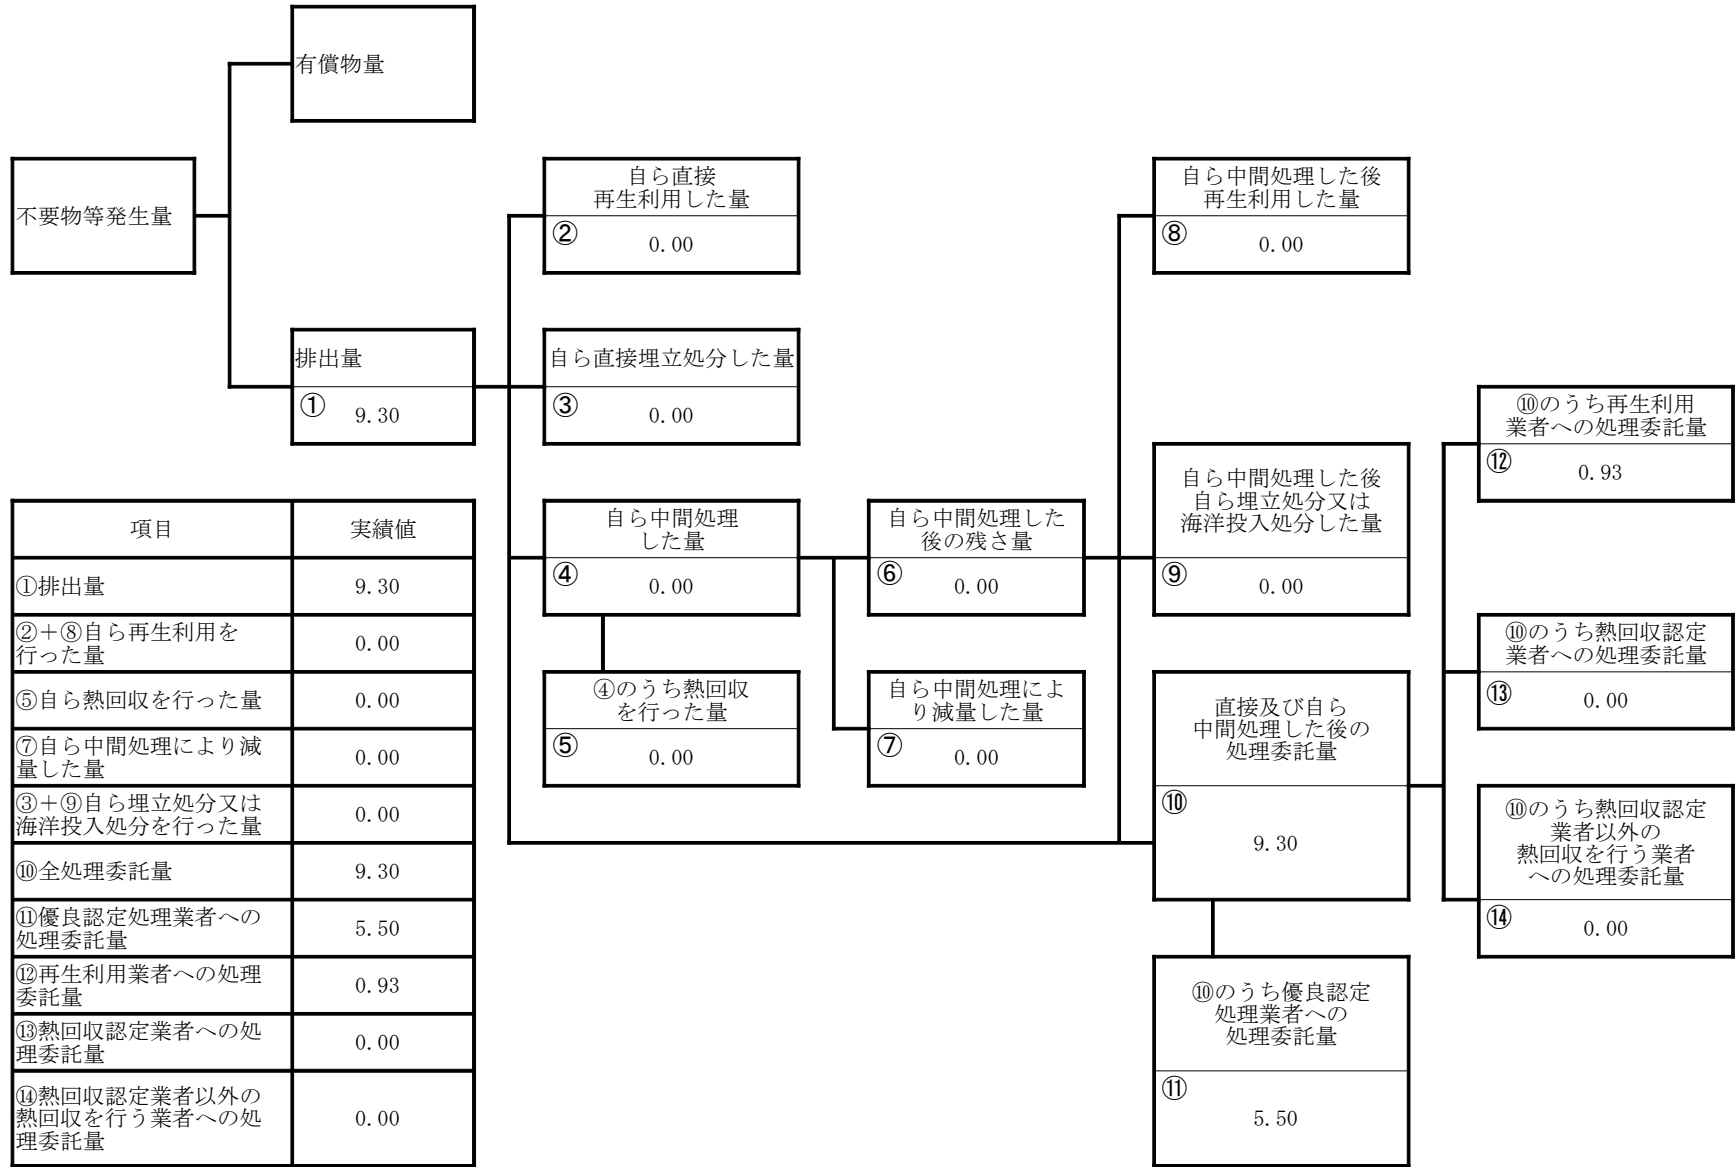 有償物量
不要物等発生量
自ら直接
再生利用した量
②
0.00
自ら中間処理した後
再生利用した量
⑧
0.00
排出量
①
9.30
自ら直接埋立処分した量
③
0.00
⑩のうち再生利用
業者への処理委託量
⑫
0.93
自ら中間処理
した量
④
0.00
自ら中間処理した
後の残さ量
⑥
0.00
自ら中間処理した後
自ら埋立処分又は
海洋投入処分した量
⑨
0.00
⑩のうち熱回収認定
業者への処理委託量
⑬
0.00
④のうち熱回収
を行った量
⑤
0.00
自ら中間処理によ
り減量した量
⑦
0.00
直接及び自ら
中間処理した後の
処理委託量
⑩
9.30
⑩のうち熱回収認定
業者以外の
熱回収を行う業者
への処理委託量
⑭
0.00
⑩のうち優良認定
処理業者への
処理委託量
⑪
5.50
項目 実績値
①排出量 9.30
②+⑧自ら再生利用を
行った量 0.00
⑤自ら熱回収を行った量 0.00
⑦自ら中間処理により減
量した量 0.00
③+⑨自ら埋立処分又は
海洋投入処分を行った量 0.00
⑩全処理委託量 9.30
⑪優良認定処理業者への
処理委託量 5.50
⑫再生利用業者への処理
委託量 0.93
⑬熱回収認定業者への処
理委託量 0.00
⑭熱回収認定業者以外の
熱回収を行う業者への処
理委託量 0.00